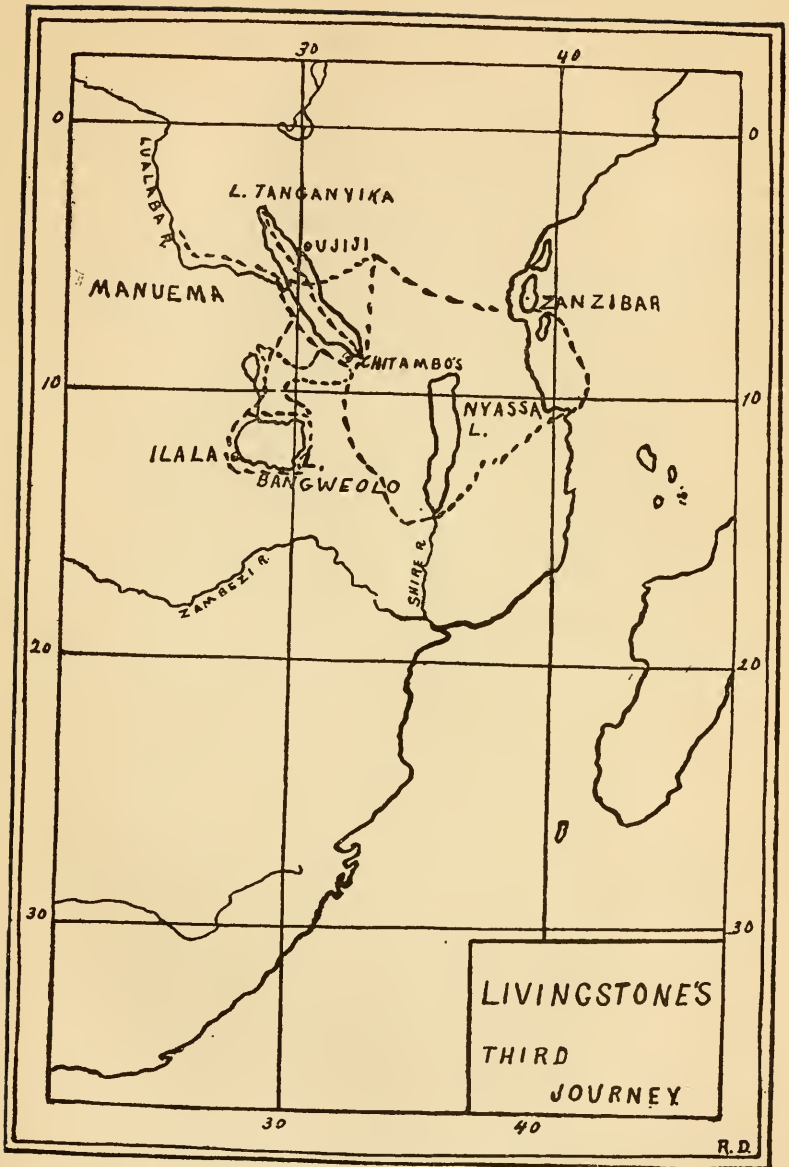 30 40
0 0
LUALABA R.
L. TANGANYIKA
UJIJI
MANUEMA
ZANZIBAR
CHITAMBO'S
10 10
NYASSA
L.
ILALA
L.
BANGWEOLO
ZAMBEZI R.
SHIRE R.
20 20
30 30
LIVINGSTONE'S
THIRD
JOURNEY
30 40
R.D.